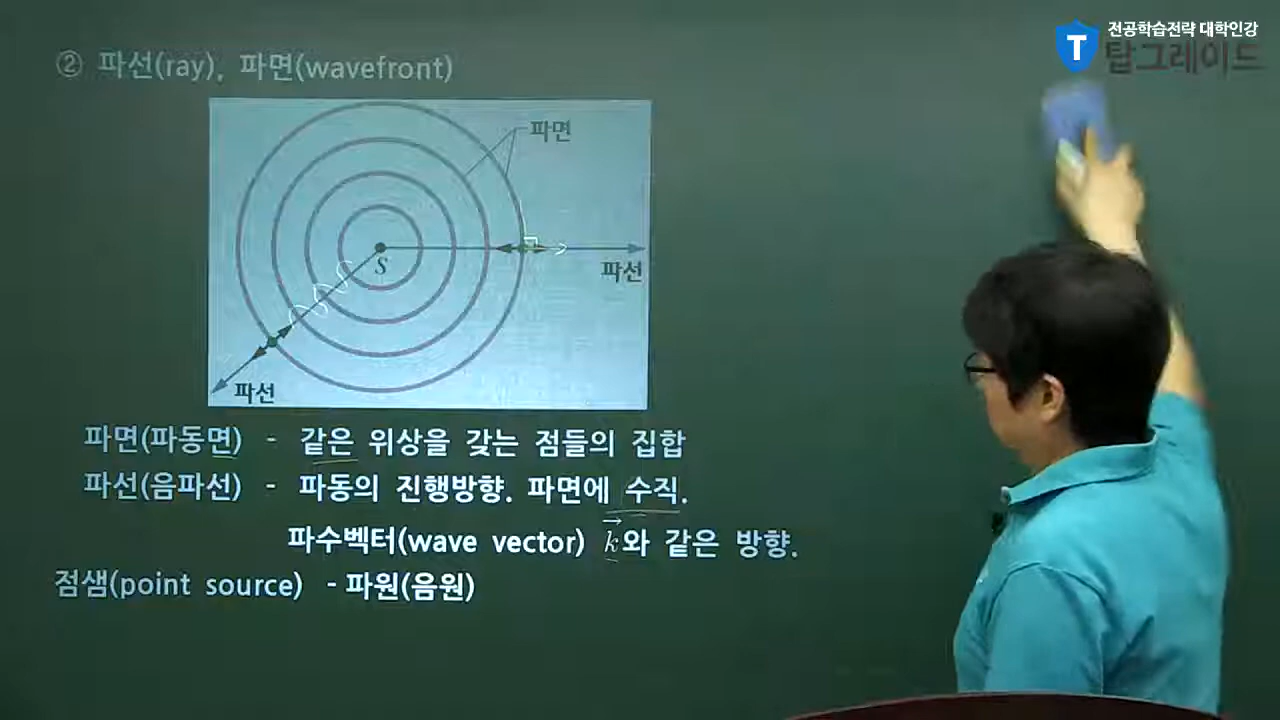 전공학습전략 대학인강
T 탑그레이드
② 파선(ray), 파면(wavefront)
파면
S
파선
파선
파면(파동면) - 같은 위상을 갖는 점들의 집합
파선(음파선) - 파동의 진행방향. 파면에 수직.
파수벡터(wave vector) k⃗와 같은 방향.
점샘(point source) - 파원(음원)